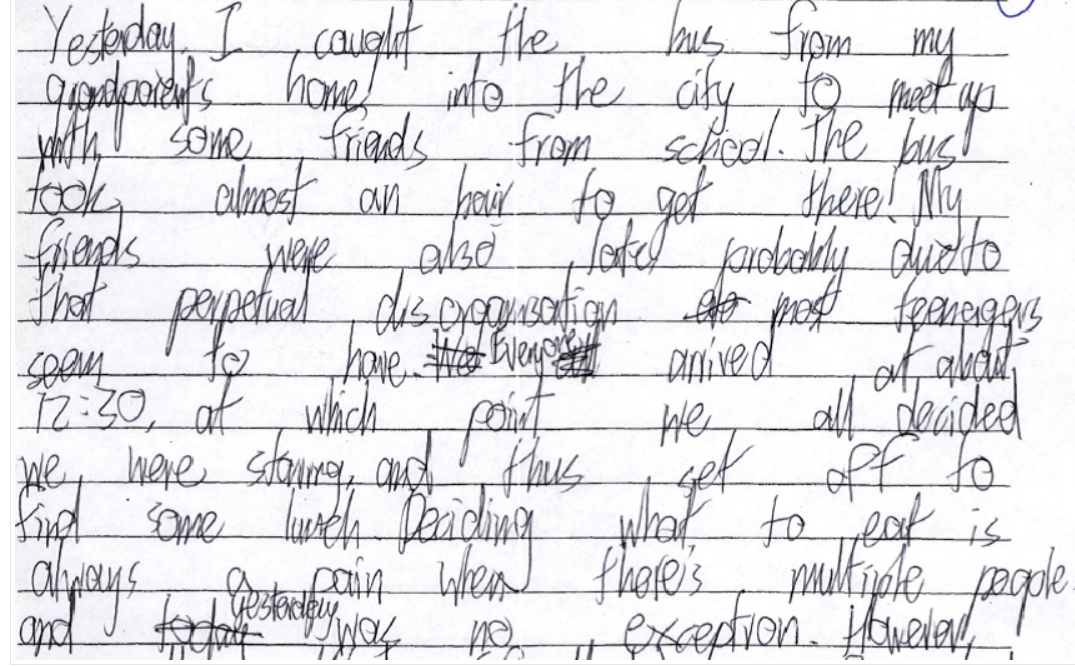 Yesterday I caught the bus from my
grandparent's home, into the city to meet up
with some friends from school. The bus
took almost an hour to get there! My
friends were also late, probably due to
that perpetual disorganisation most teenagers
seem to have. Everyone arrived at about
12:30, at which point we all decided
we were starving, and thus set off to
find some lunch. Deciding what to eat is
always a pain when there's multiple people
and yesterday was no exception. However,